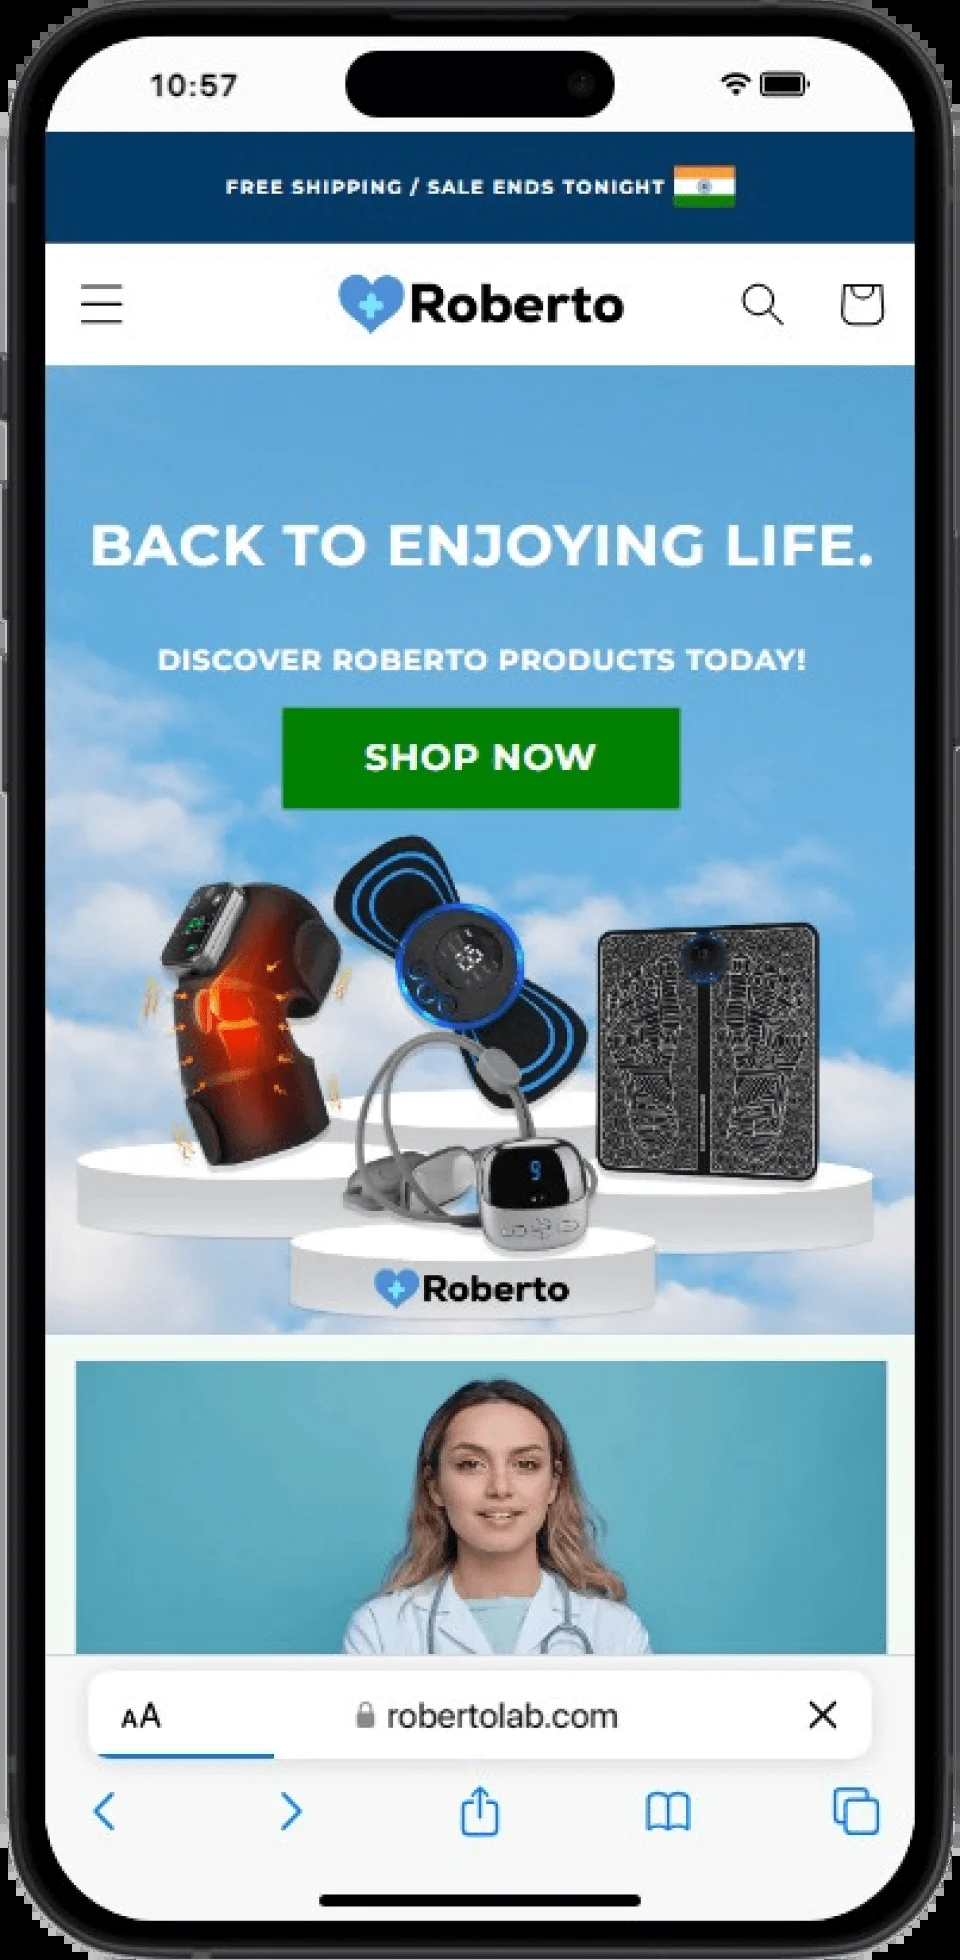 10:57
FREE SHIPPING / SALE ENDS TONIGHT
Roberto
BACK TO ENJOYING LIFE.
DISCOVER ROBERTO PRODUCTS TODAY!
SHOP NOW
9
Roberto
AA
robertolab.com